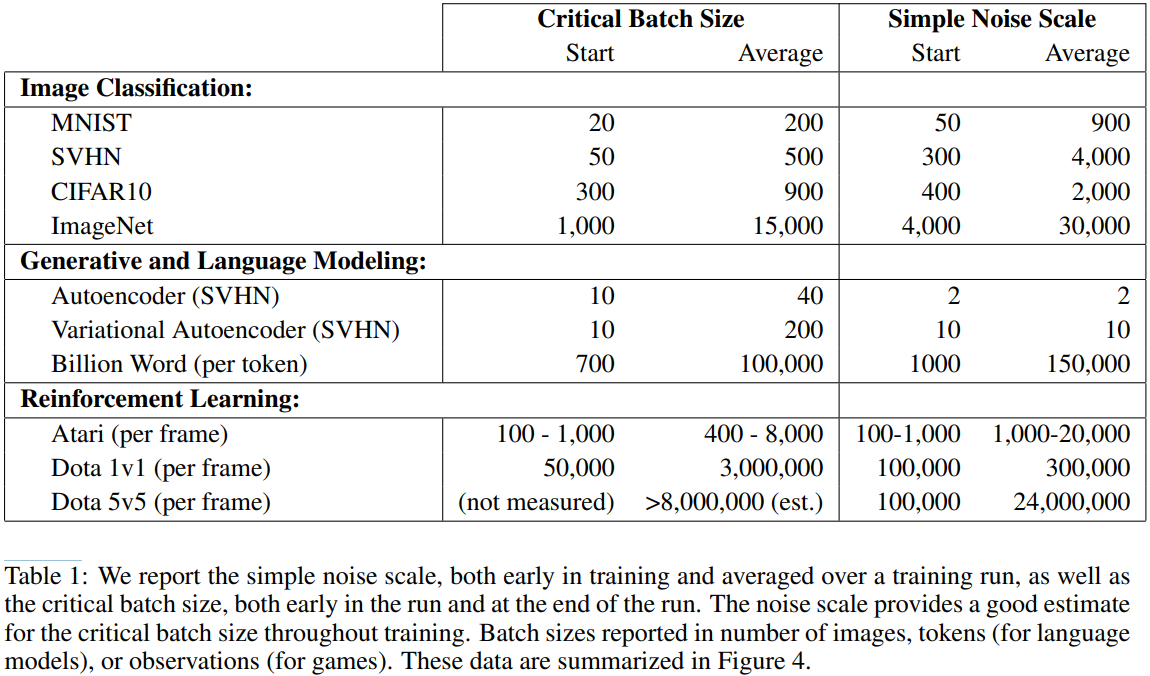 Critical Batch Size Simple Noise Scale
Start Average Start Average
Image Classification:
MNIST 20 200 50 900
SVHN 50 500 300 4,000
CIFAR10 300 900 400 2,000
ImageNet 1,000 15,000 4,000 30,000
Generative and Language Modeling:
Autoencoder (SVHN) 10 40 2 2
Variational Autoencoder (SVHN) 10 200 10 10
Billion Word (per token) 700 100,000 1000 150,000
Reinforcement Learning:
Atari (per frame) 100 - 1,000 400 - 8,000 100-1,000 1,000-20,000
Dota 1v1 (per frame) 50,000 3,000,000 100,000 300,000
Dota 5v5 (per frame) (not measured) >8,000,000 (est.) 100,000 24,000,000
Table 1: We report the simple noise scale, both early in training and averaged over a training run, as well as
the critical batch size, both early in the run and at the end of the run. The noise scale provides a good estimate
for the critical batch size throughout training. Batch sizes reported in number of images, tokens (for language
models), or observations (for games). These data are summarized in Figure 4.